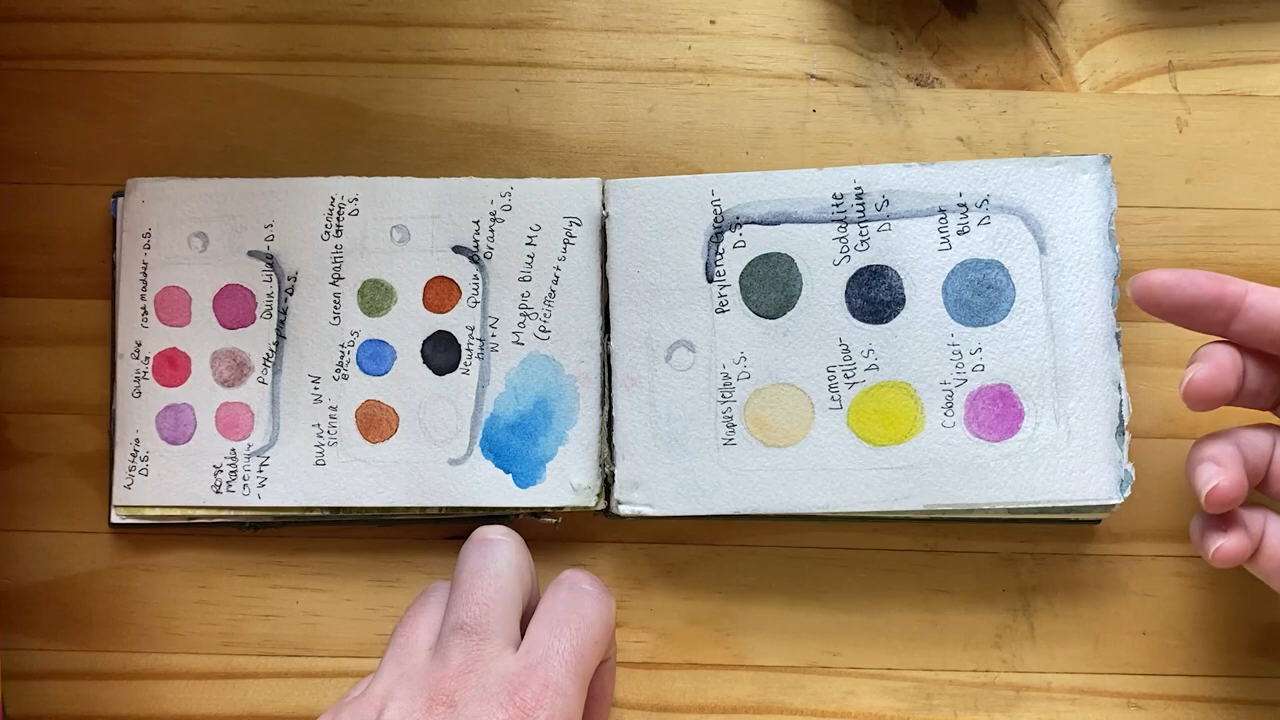 rose madder-D.S.
Quin Lilac-D.S.
Quin Rose
M.G.
Potters pink-D.S.
Wisteria-
D.S.
Rose
Madder
Genuine
-W+N
Green Apatite Genuine
Green-
D.S.
Quin Burnt
Orange-
D.S.
Cobalt
D.S.
Neutral
tint
W+N
Burnt
Sienna-
W+N
Magpie Blue MG
(Pfeiffer art supply)
Perylene Green-
D.S.
Sodalite
Genuine-
D.S.
Lunar
Blue-
D.S.
Naples Yellow-
D.S.
Lemon
Yellow-
D.S.
Cobalt
Violet-
D.S.